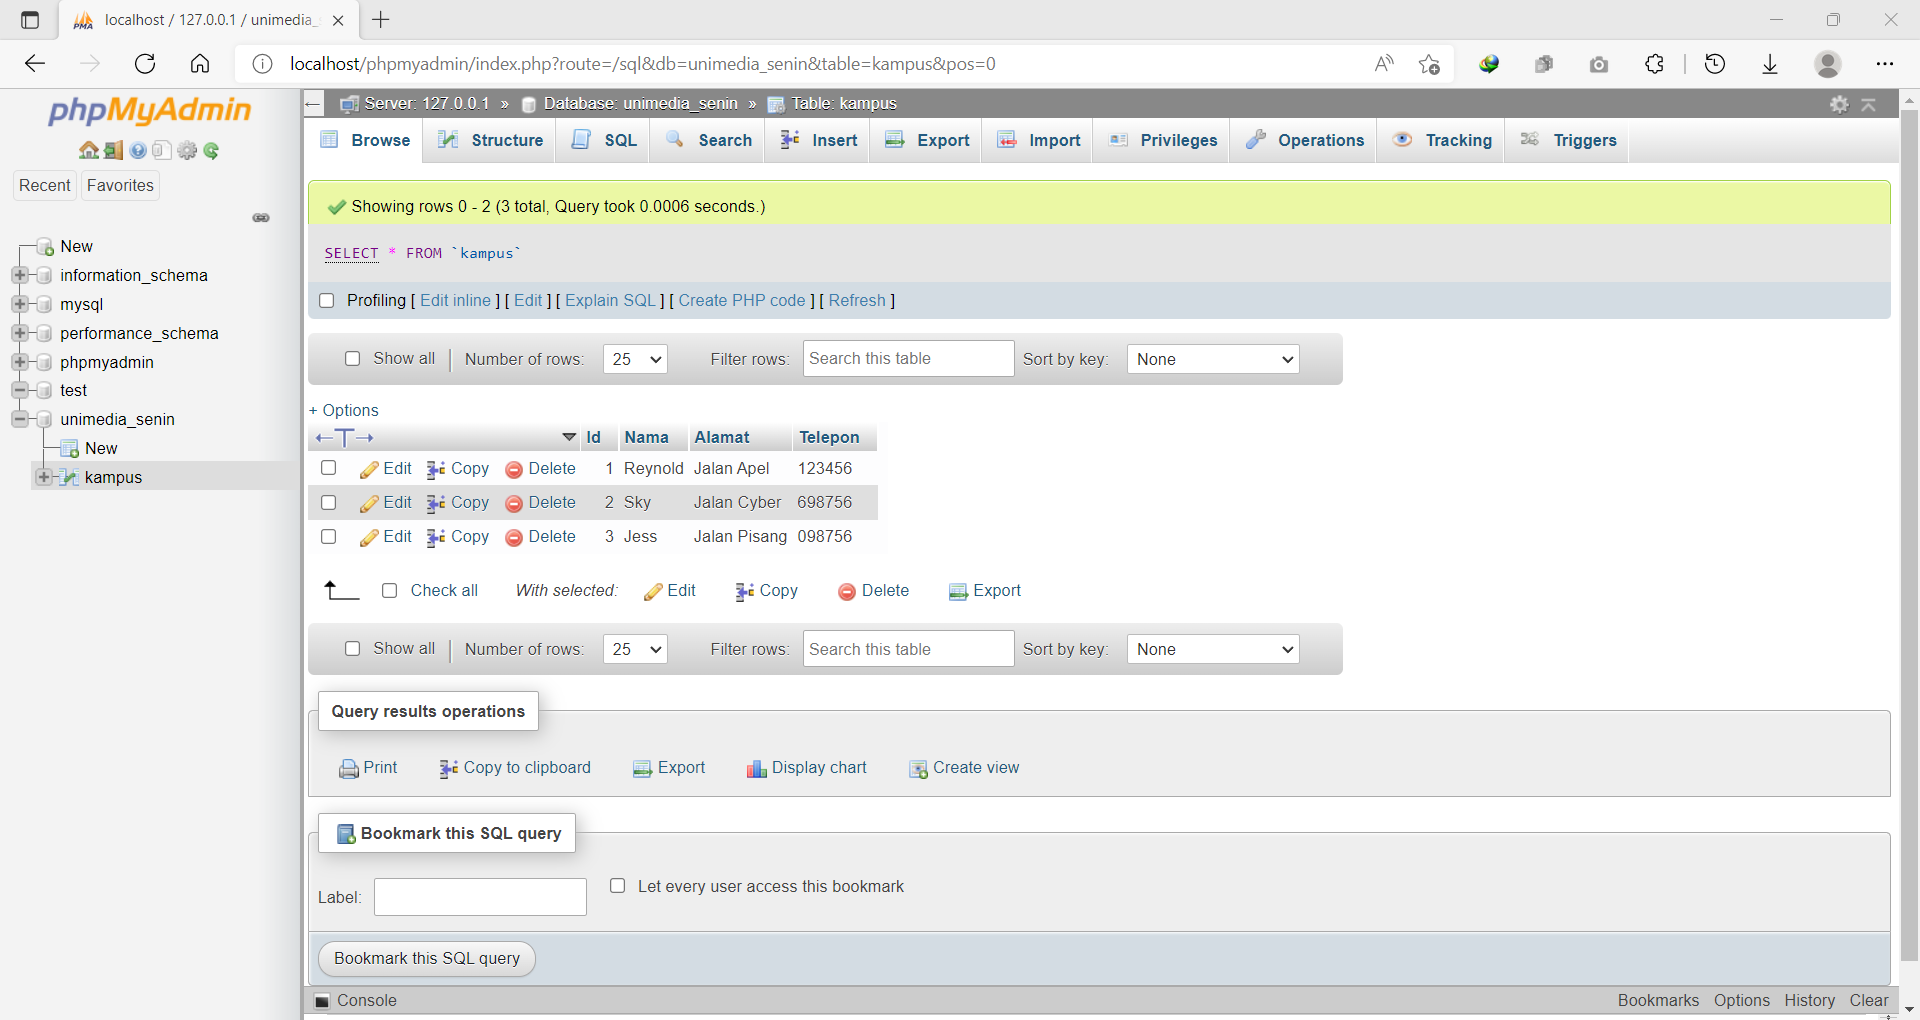 localhost / 127.0.0.1 / unimedia_
localhost/phpmyadmin/index.php?route=/sql&db=unimedia_senin&table=kampus&pos=0
phpMyAdmin
Recent Favorites
New
information_schema
mysql
performance_schema
phpmyadmin
test
unimedia_senin
New
kampus
Server: 127.0.0.1 » Database: unimedia_senin » Table: kampus
Browse Structure SQL Search Insert Export Import Privileges Operations Tracking Triggers
Showing rows 0 - 2 (3 total, Query took 0.0006 seconds.)
SELECT * FROM `kampus`
Profiling [ Edit inline ] [ Edit ] [ Explain SQL ] [ Create PHP code ] [ Refresh ]
Show all | Number of rows: 25 Filter rows: Search this table Sort by key: None
+ Options
←T→ Id Nama Alamat Telepon
Edit Copy Delete 1 Reynold Jalan Apel 123456
Edit Copy Delete 2 Sky Jalan Cyber 698756
Edit Copy Delete 3 Jess Jalan Pisang 098756
Check all With selected: Edit Copy Delete Export
Show all | Number of rows: 25 Filter rows: Search this table Sort by key: None
Query results operations
Print Copy to clipboard Export Display chart Create view
Bookmark this SQL query
Label: Let every user access this bookmark
Bookmark this SQL query
Console Bookmarks Options History Clear